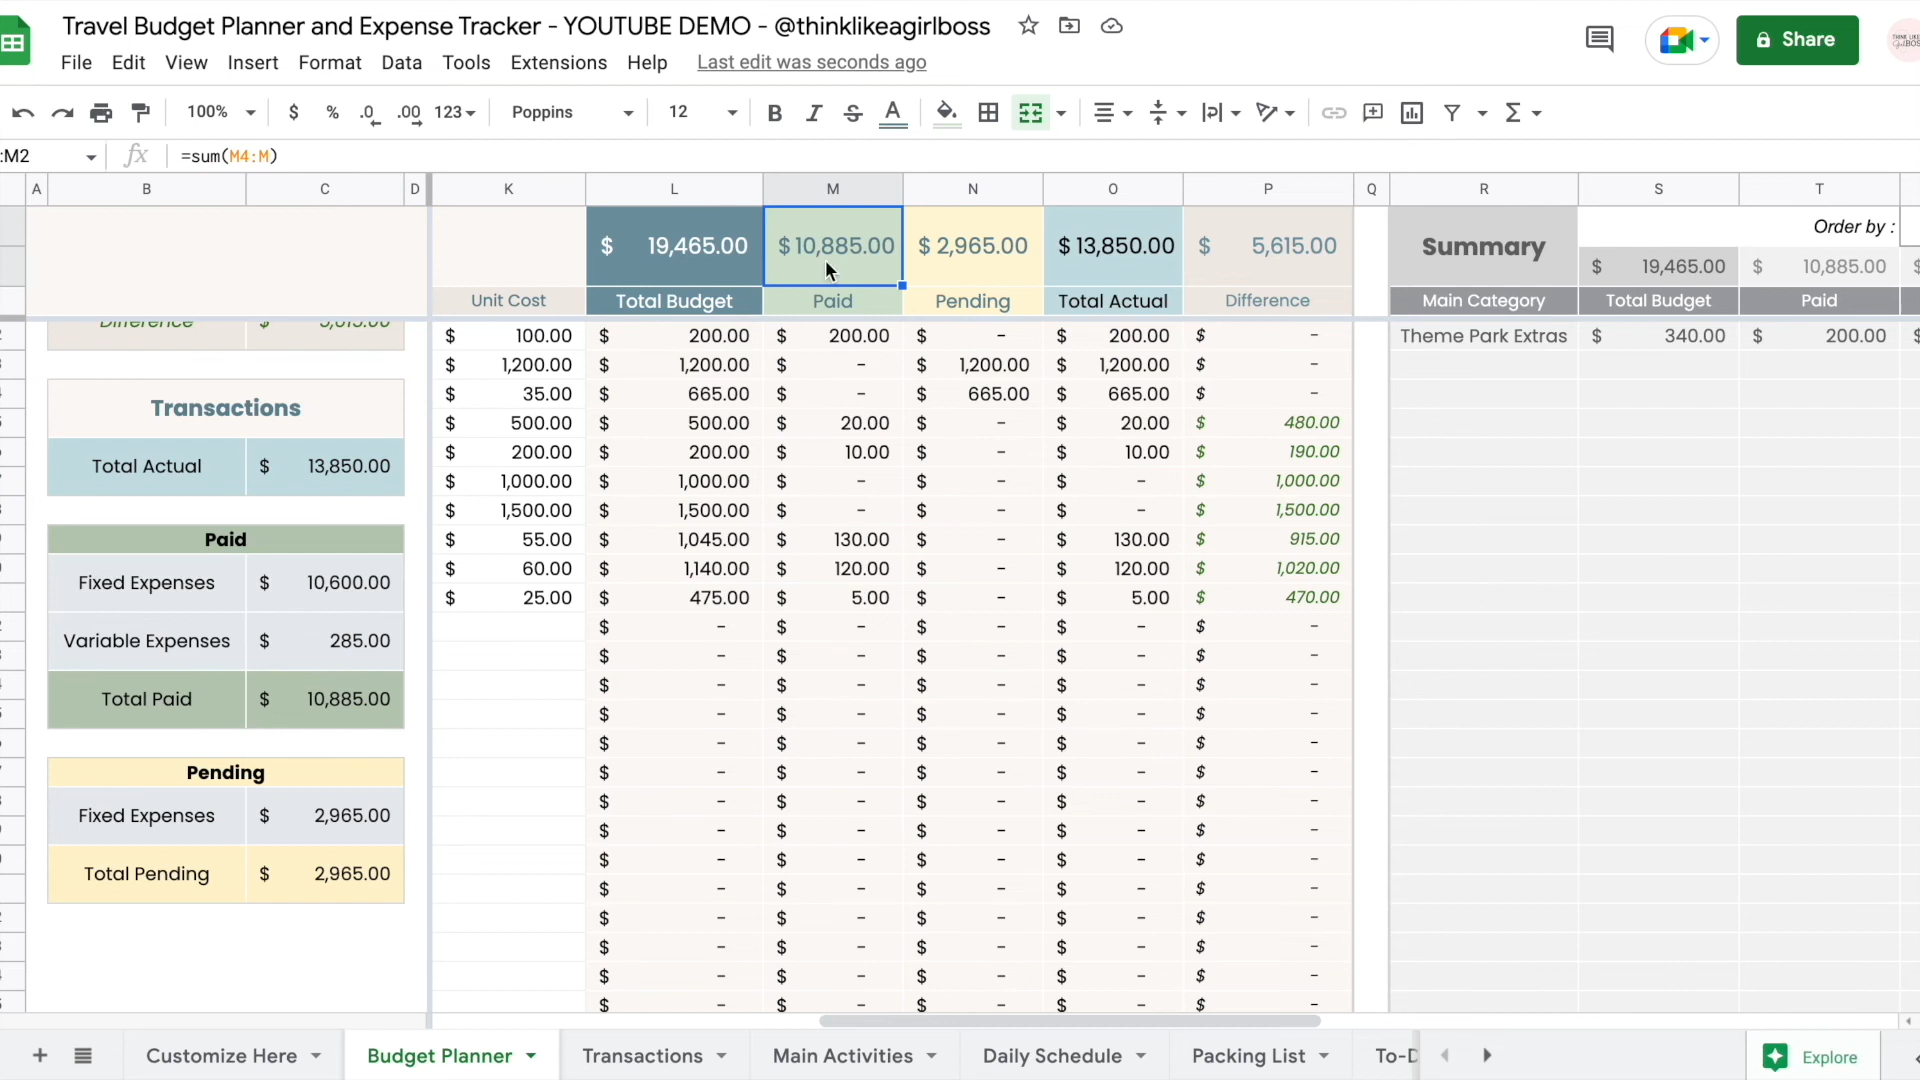 Travel Budget Planner and Expense Tracker - YOUTUBE DEMO - @thinklikeagirlboss
File Edit View Insert Format Data Tools Extensions Help Last edit was seconds ago
Share
100% $ % .0 .00 123 Poppins 12 B I S A
:M2 fx =sum(M4:M)
A B C D K L M N O P Q R S T
$ 19,465.00 $ 10,885.00 $ 2,965.00 $ 13,850.00 $ 5,615.00 Summary Order by :
$ 19,465.00 $ 10,885.00
Unit Cost Total Budget Paid Pending Total Actual Difference Main Category Total Budget Paid
Difference $ 5,615.00
$ 100.00 $ 200.00 $ 200.00 $ - $ 200.00 $ - Theme Park Extras $ 340.00 $ 200.00
$ 1,200.00 $ 1,200.00 $ - $ 1,200.00 $ 1,200.00 $ -
$ 35.00 $ 665.00 $ - $ 665.00 $ 665.00 $ -
Transactions
$ 500.00 $ 500.00 $ 20.00 $ - $ 20.00 $ 480.00
$ 200.00 $ 200.00 $ 10.00 $ - $ 10.00 $ 190.00
Total Actual $ 13,850.00
$ 1,000.00 $ 1,000.00 $ - $ - $ - $ 1,000.00
$ 1,500.00 $ 1,500.00 $ - $ - $ - $ 1,500.00
Paid
$ 55.00 $ 1,045.00 $ 130.00 $ - $ 130.00 $ 915.00
$ 60.00 $ 1,140.00 $ 120.00 $ - $ 120.00 $ 1,020.00
Fixed Expenses $ 10,600.00
$ 25.00 $ 475.00 $ 5.00 $ - $ 5.00 $ 470.00
$ - $ - $ - $ - $ -
Variable Expenses $ 285.00
$ - $ - $ - $ - $ -
$ - $ - $ - $ - $ -
Total Paid $ 10,885.00
$ - $ - $ - $ - $ -
$ - $ - $ - $ - $ -
Pending
$ - $ - $ - $ - $ -
$ - $ - $ - $ - $ -
Fixed Expenses $ 2,965.00
$ - $ - $ - $ - $ -
$ - $ - $ - $ - $ -
Total Pending $ 2,965.00
$ - $ - $ - $ - $ -
$ - $ - $ - $ - $ -
$ - $ - $ - $ - $ -
$ - $ - $ - $ - $ -
$ - $ - $ - $ - $ -
Customize Here Budget Planner Transactions Main Activities Daily Schedule Packing List To-D Explore